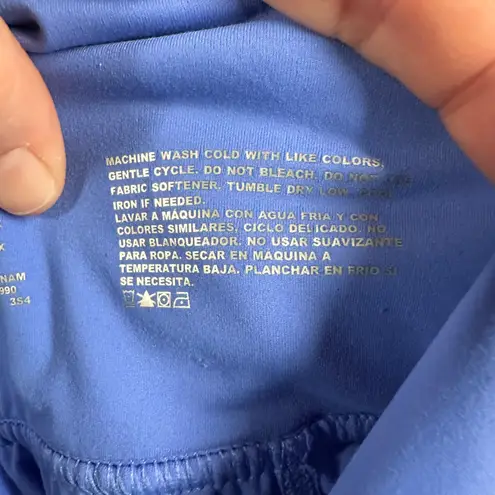 MACHINE WASH COLD WITH LIKE COLORS,
GENTLE CYCLE. DO NOT BLEACH. DO NOT
FABRIC SOFTENER. TUMBLE DRY LOW.
IRON IF NEEDED.
LAVAR A MÁQUINA CON AGUA FRIA Y CON
COLORES SIMILARES, CICLO DELICADO. NO
USAR BLANQUEADOR. NO USAR SUAVIZANTE
PARA ROPA. SECAR EN MÁQUINA A
TEMPERATURA BAJA. PLANCHAR EN FRIO SI
SE NECESITA.
X
NAM
990
354